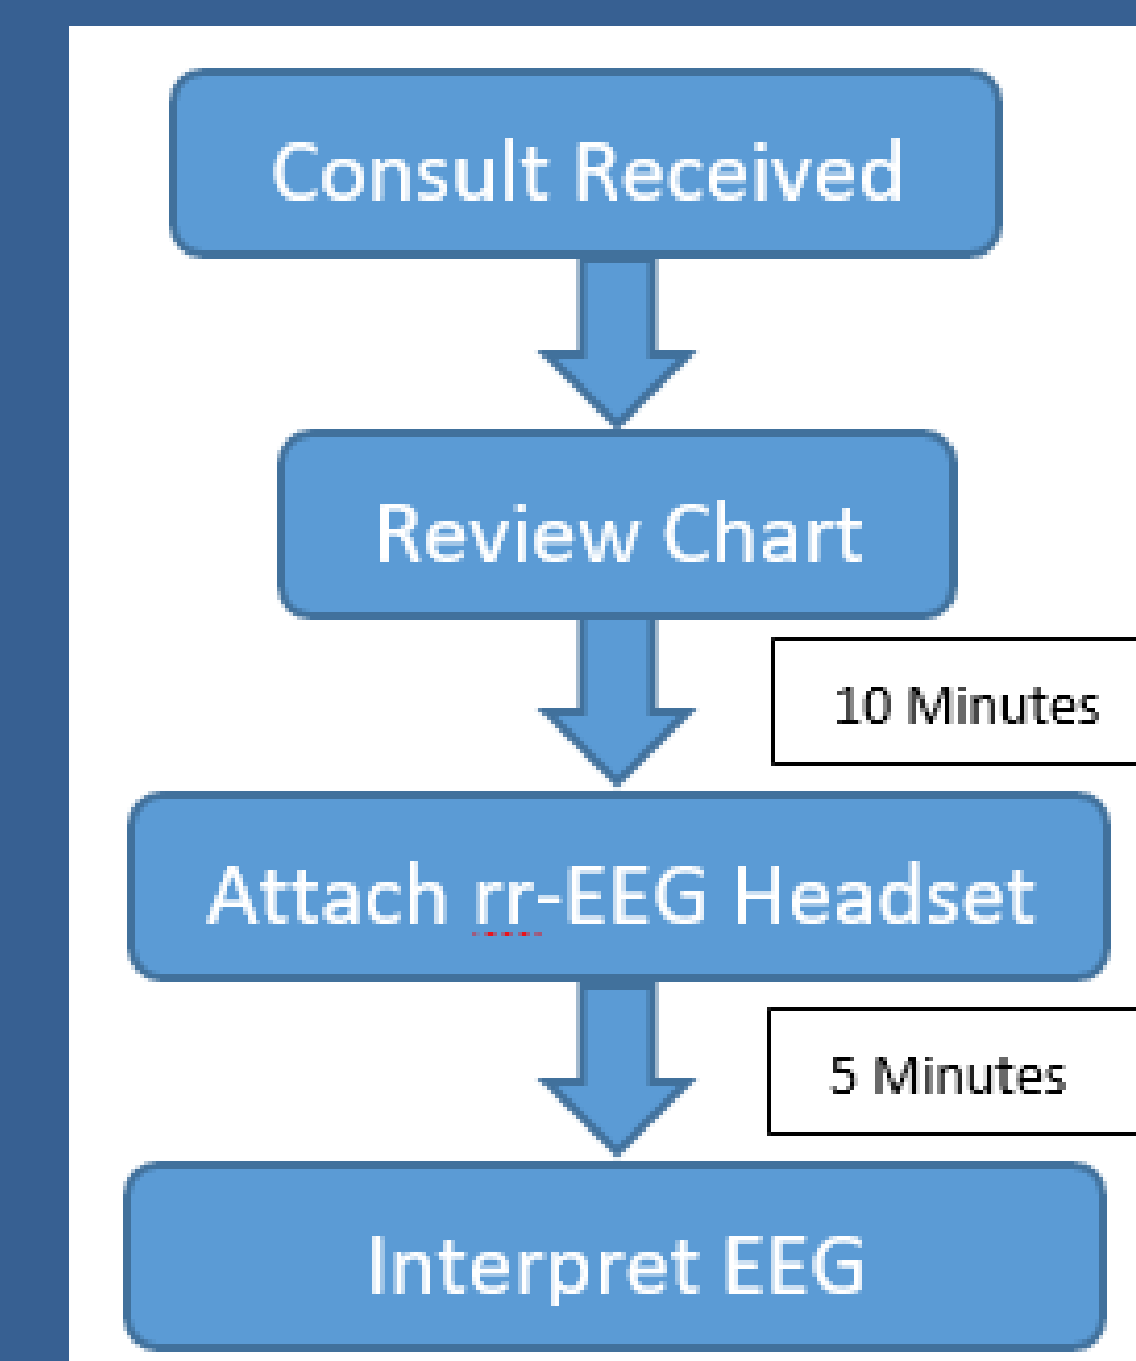 Consult Received
Review Chart
10 Minutes
Attach rr-EEG Headset
5 Minutes
Interpret EEG